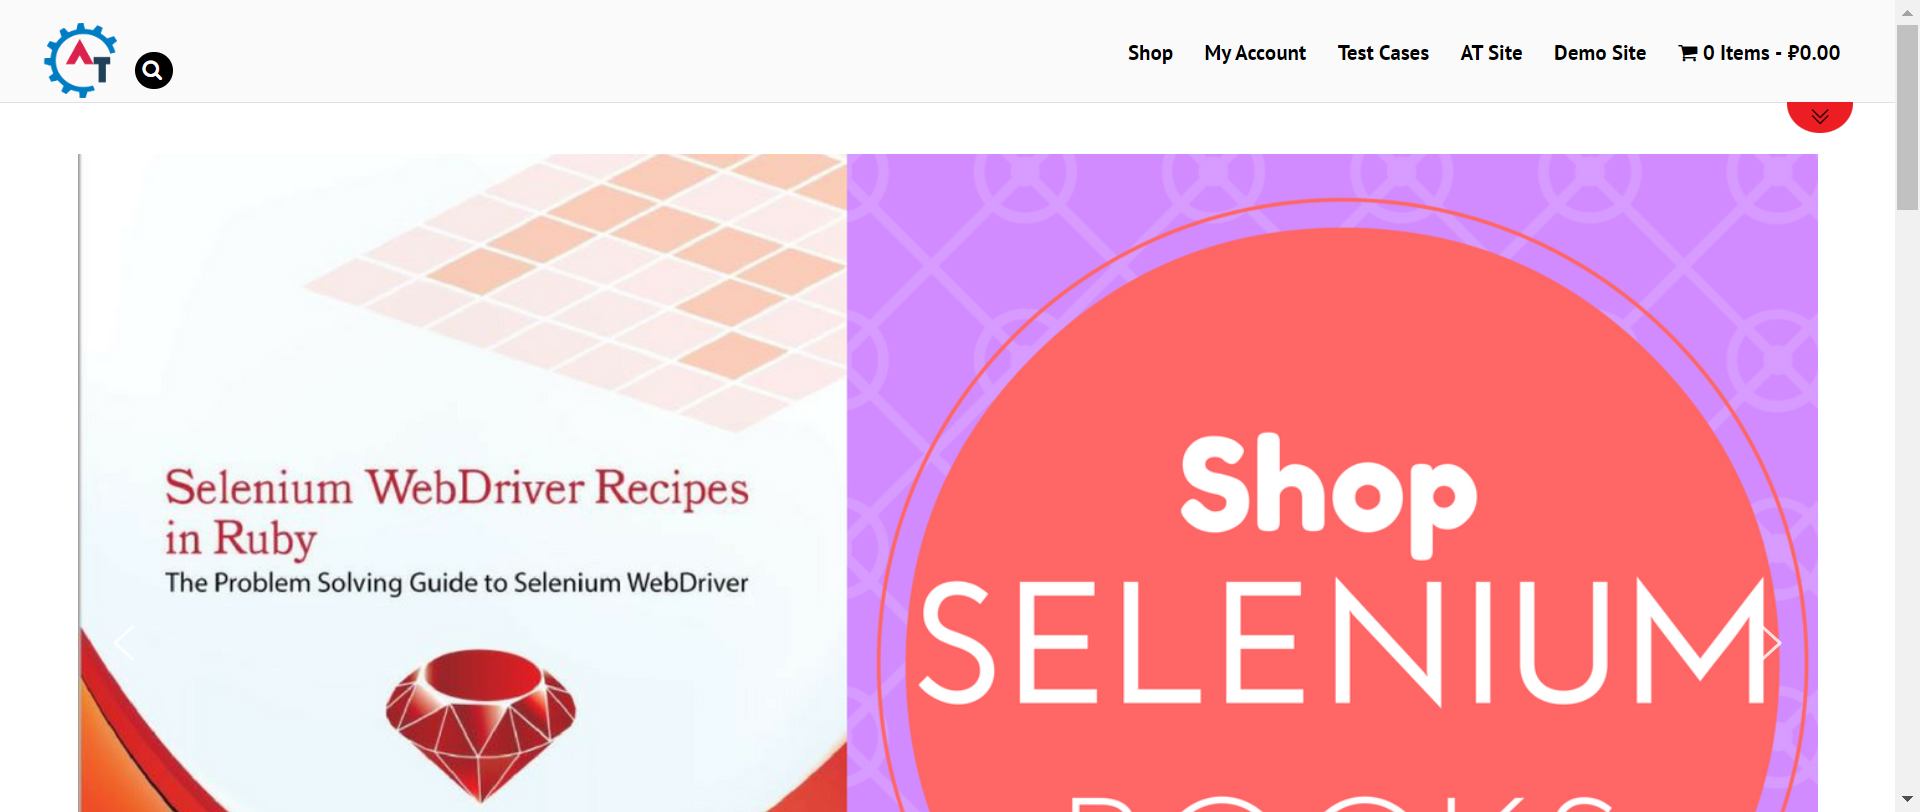 AT
Shop
My Account
Test Cases
AT Site
Demo Site
0 Items - ₽0.00
Selenium WebDriver Recipes
in Ruby
The Problem Solving Guide to Selenium WebDriver
Shop
SELENIUM
BOOKS